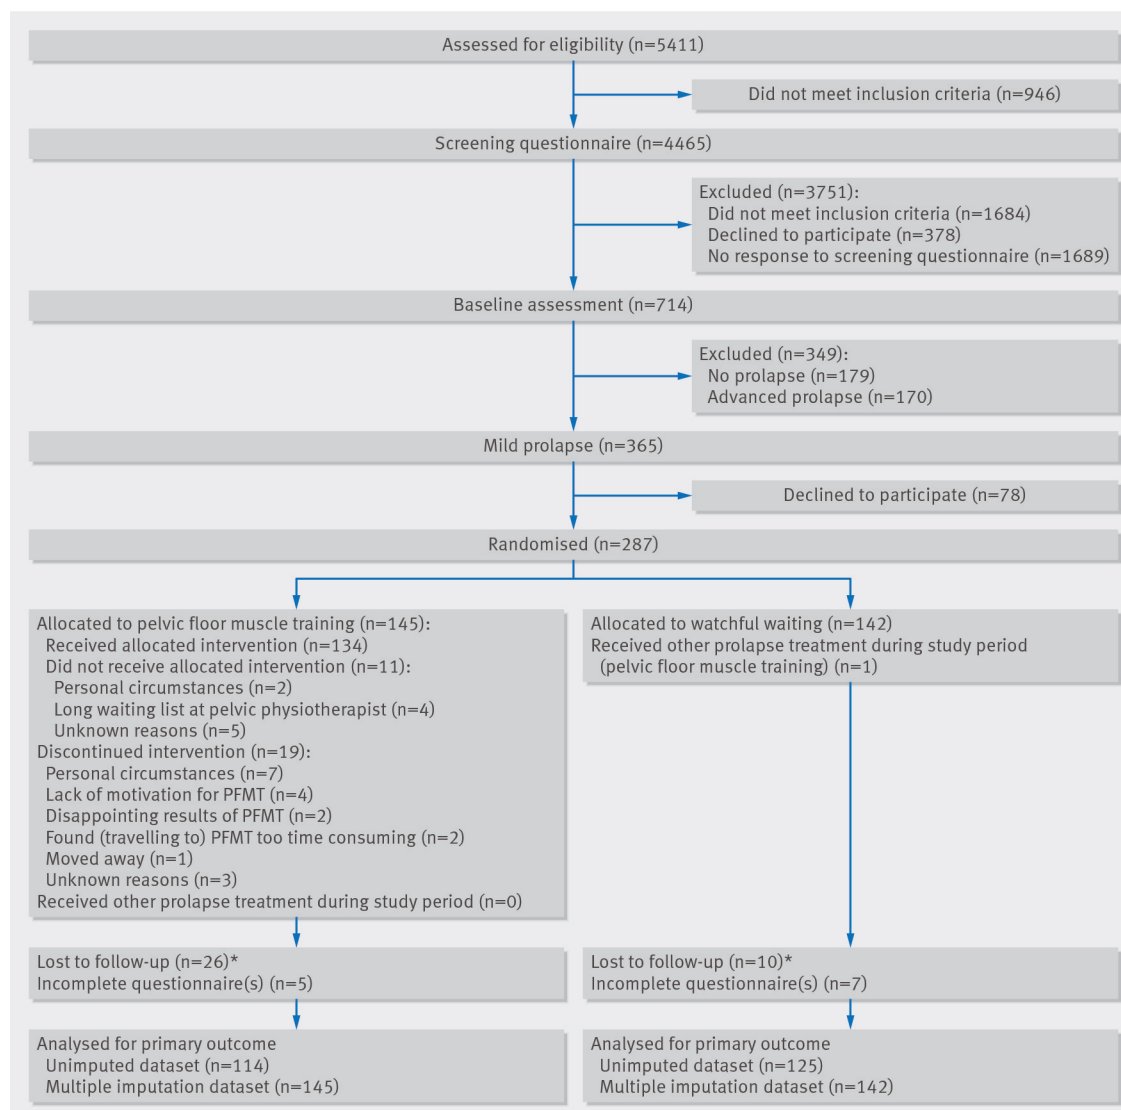 Assessed for eligibility (n=5411)
Did not meet inclusion criteria (n=946)
Screening questionnaire (n=4465)
Excluded (n=3751):
Did not meet inclusion criteria (n=1684)
Declined to participate (n=378)
No response to screening questionnaire (n=1689)
Baseline assessment (n=714)
Excluded (n=349):
No prolapse (n=179)
Advanced prolapse (n=170)
Mild prolapse (n=365)
Declined to participate (n=78)
Randomised (n=287)
Allocated to pelvic floor muscle training (n=145):
Received allocated intervention (n=134)
Did not receive allocated intervention (n=11):
Personal circumstances (n=2)
Long waiting list at pelvic physiotherapist (n=4)
Unknown reasons (n=5)
Discontinued intervention (n=19):
Personal circumstances (n=7)
Lack of motivation for PFMT (n=4)
Disappointing results of PFMT (n=2)
Found (travelling to) PFMT too time consuming (n=2)
Moved away (n=1)
Unknown reasons (n=3)
Received other prolapse treatment during study period (n=0)
Allocated to watchful waiting (n=142)
Received other prolapse treatment during study period
(pelvic floor muscle training) (n=1)
Lost to follow-up (n=26)*
Incomplete questionnaire(s) (n=5)
Lost to follow-up (n=10)*
Incomplete questionnaire(s) (n=7)
Analysed for primary outcome
Unimputed dataset (n=114)
Multiple imputation dataset (n=145)
Analysed for primary outcome
Unimputed dataset (n=125)
Multiple imputation dataset (n=142)